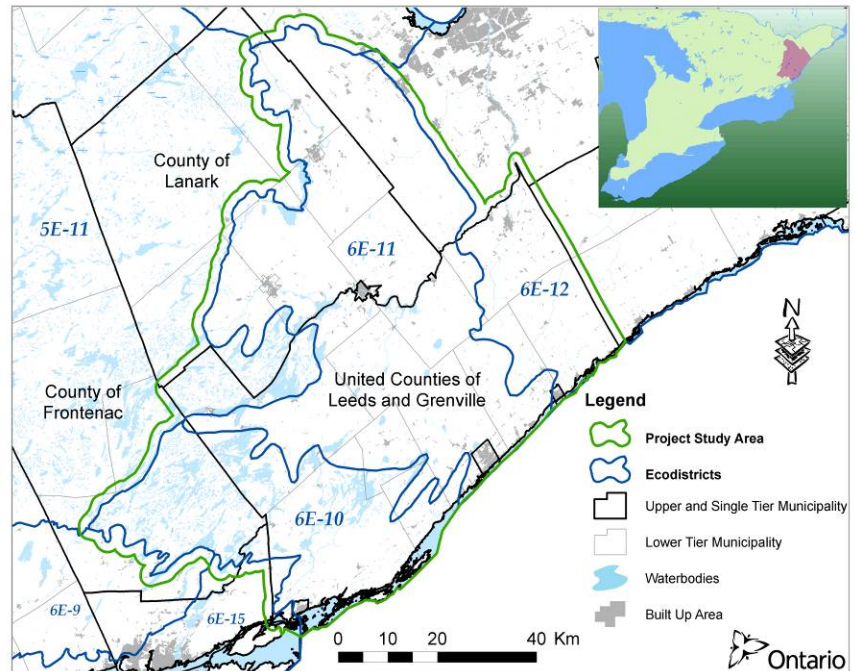 County of
Lanark
5E-11
6E-11
6E-12
County of
Frontenac
United Counties of
Leeds and Grenville
6E-10
6E-9
6E-15
0 10 20 40 Km
N
Legend
Project Study Area
Ecodistricts
Upper and Single Tier Municipality
Lower Tier Municipality
Waterbodies
Built Up Area
Ontario